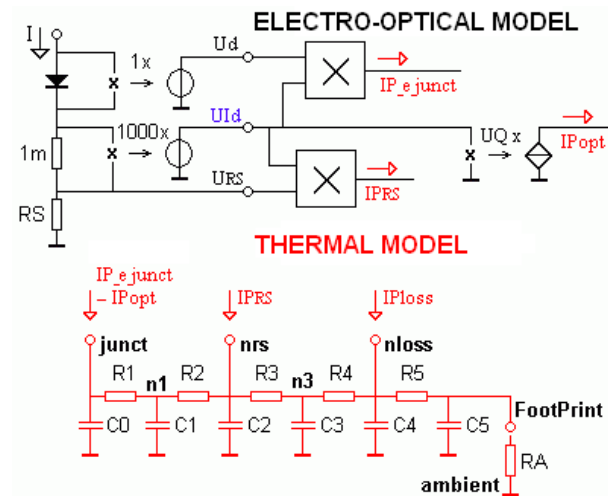 ELECTRO-OPTICAL MODEL
I
Ud
1x
IP_ejunct
1000x
UId
UQ x
IPopt
1m
URS
IPRS
RS
THERMAL MODEL
IP_ejunct
– IPopt
IPRS
IPloss
junct
nrs
nloss
R1
n1
R2
R3
n3
R4
R5
FootPrint
C0
C1
C2
C3
C4
C5
RA
ambient